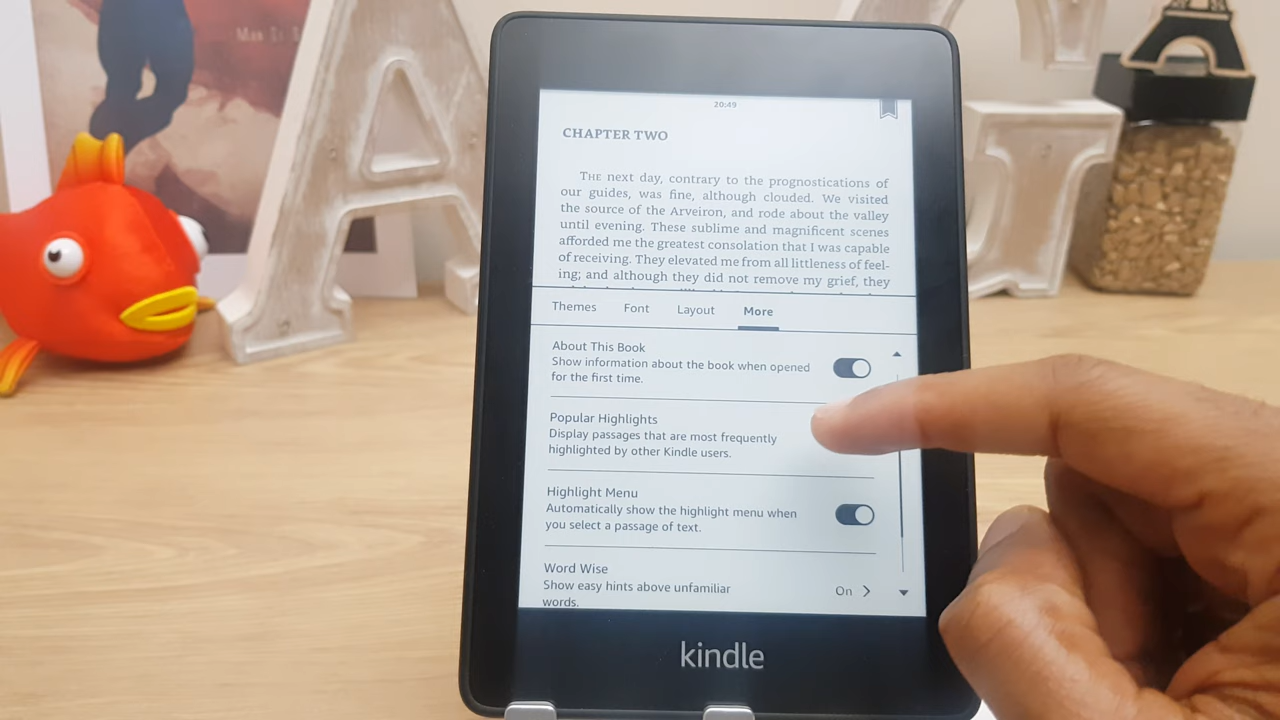 20:49
CHAPTER TWO
THE next day, contrary to the prognostications of
our guides, was fine, although clouded. We visited
the source of the Arveiron, and rode about the valley
until evening. These sublime and magnificent scenes
afforded me the greatest consolation that I was capable
of receiving. They elevated me from all littleness of feel-
ing; and although they did not remove my grief, they
Themes Font Layout More
About This Book
Show information about the book when opened
for the first time.
Popular Highlights
Display passages that are most frequently
highlighted by other Kindle users.
Highlight Menu
Automatically show the highlight menu when
you select a passage of text.
Word Wise
Show easy hints above unfamiliar
words.
On >
kindle
A